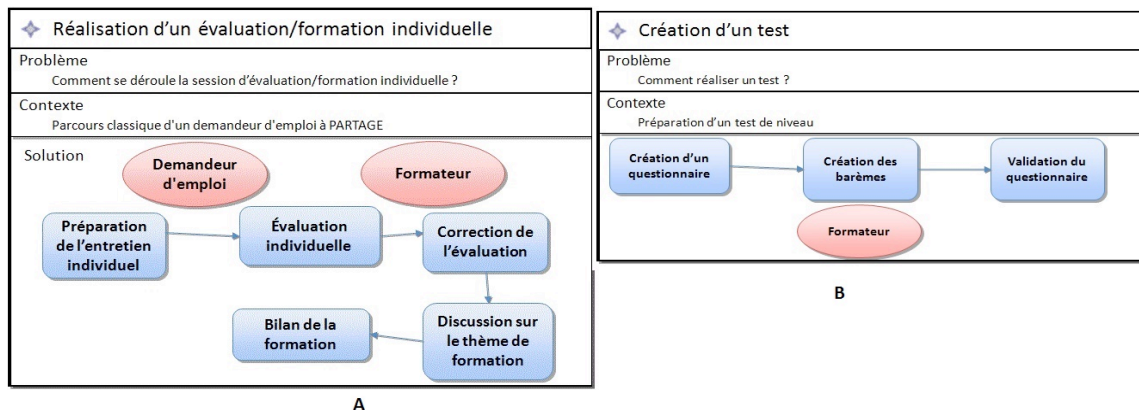 Réalisation d'un évaluation/formation individuelle
Problème
Comment se déroule la session d'évaluation/formation individuelle ?
Contexte
Parcours classique d'un demandeur d'emploi à PARTAGE
Solution
Demandeur
d'emploi
Formateur
Préparation
de l'entretien
individuel
Évaluation
individuelle
Correction de
l'évaluation
Bilan de la
formation
Discussion sur
le thème de
formation
A
Création d'un test
Problème
Comment réaliser un test ?
Contexte
Préparation d'un test de niveau
Création d'un
questionnaire
Création des
barèmes
Validation du
questionnaire
Formateur
B